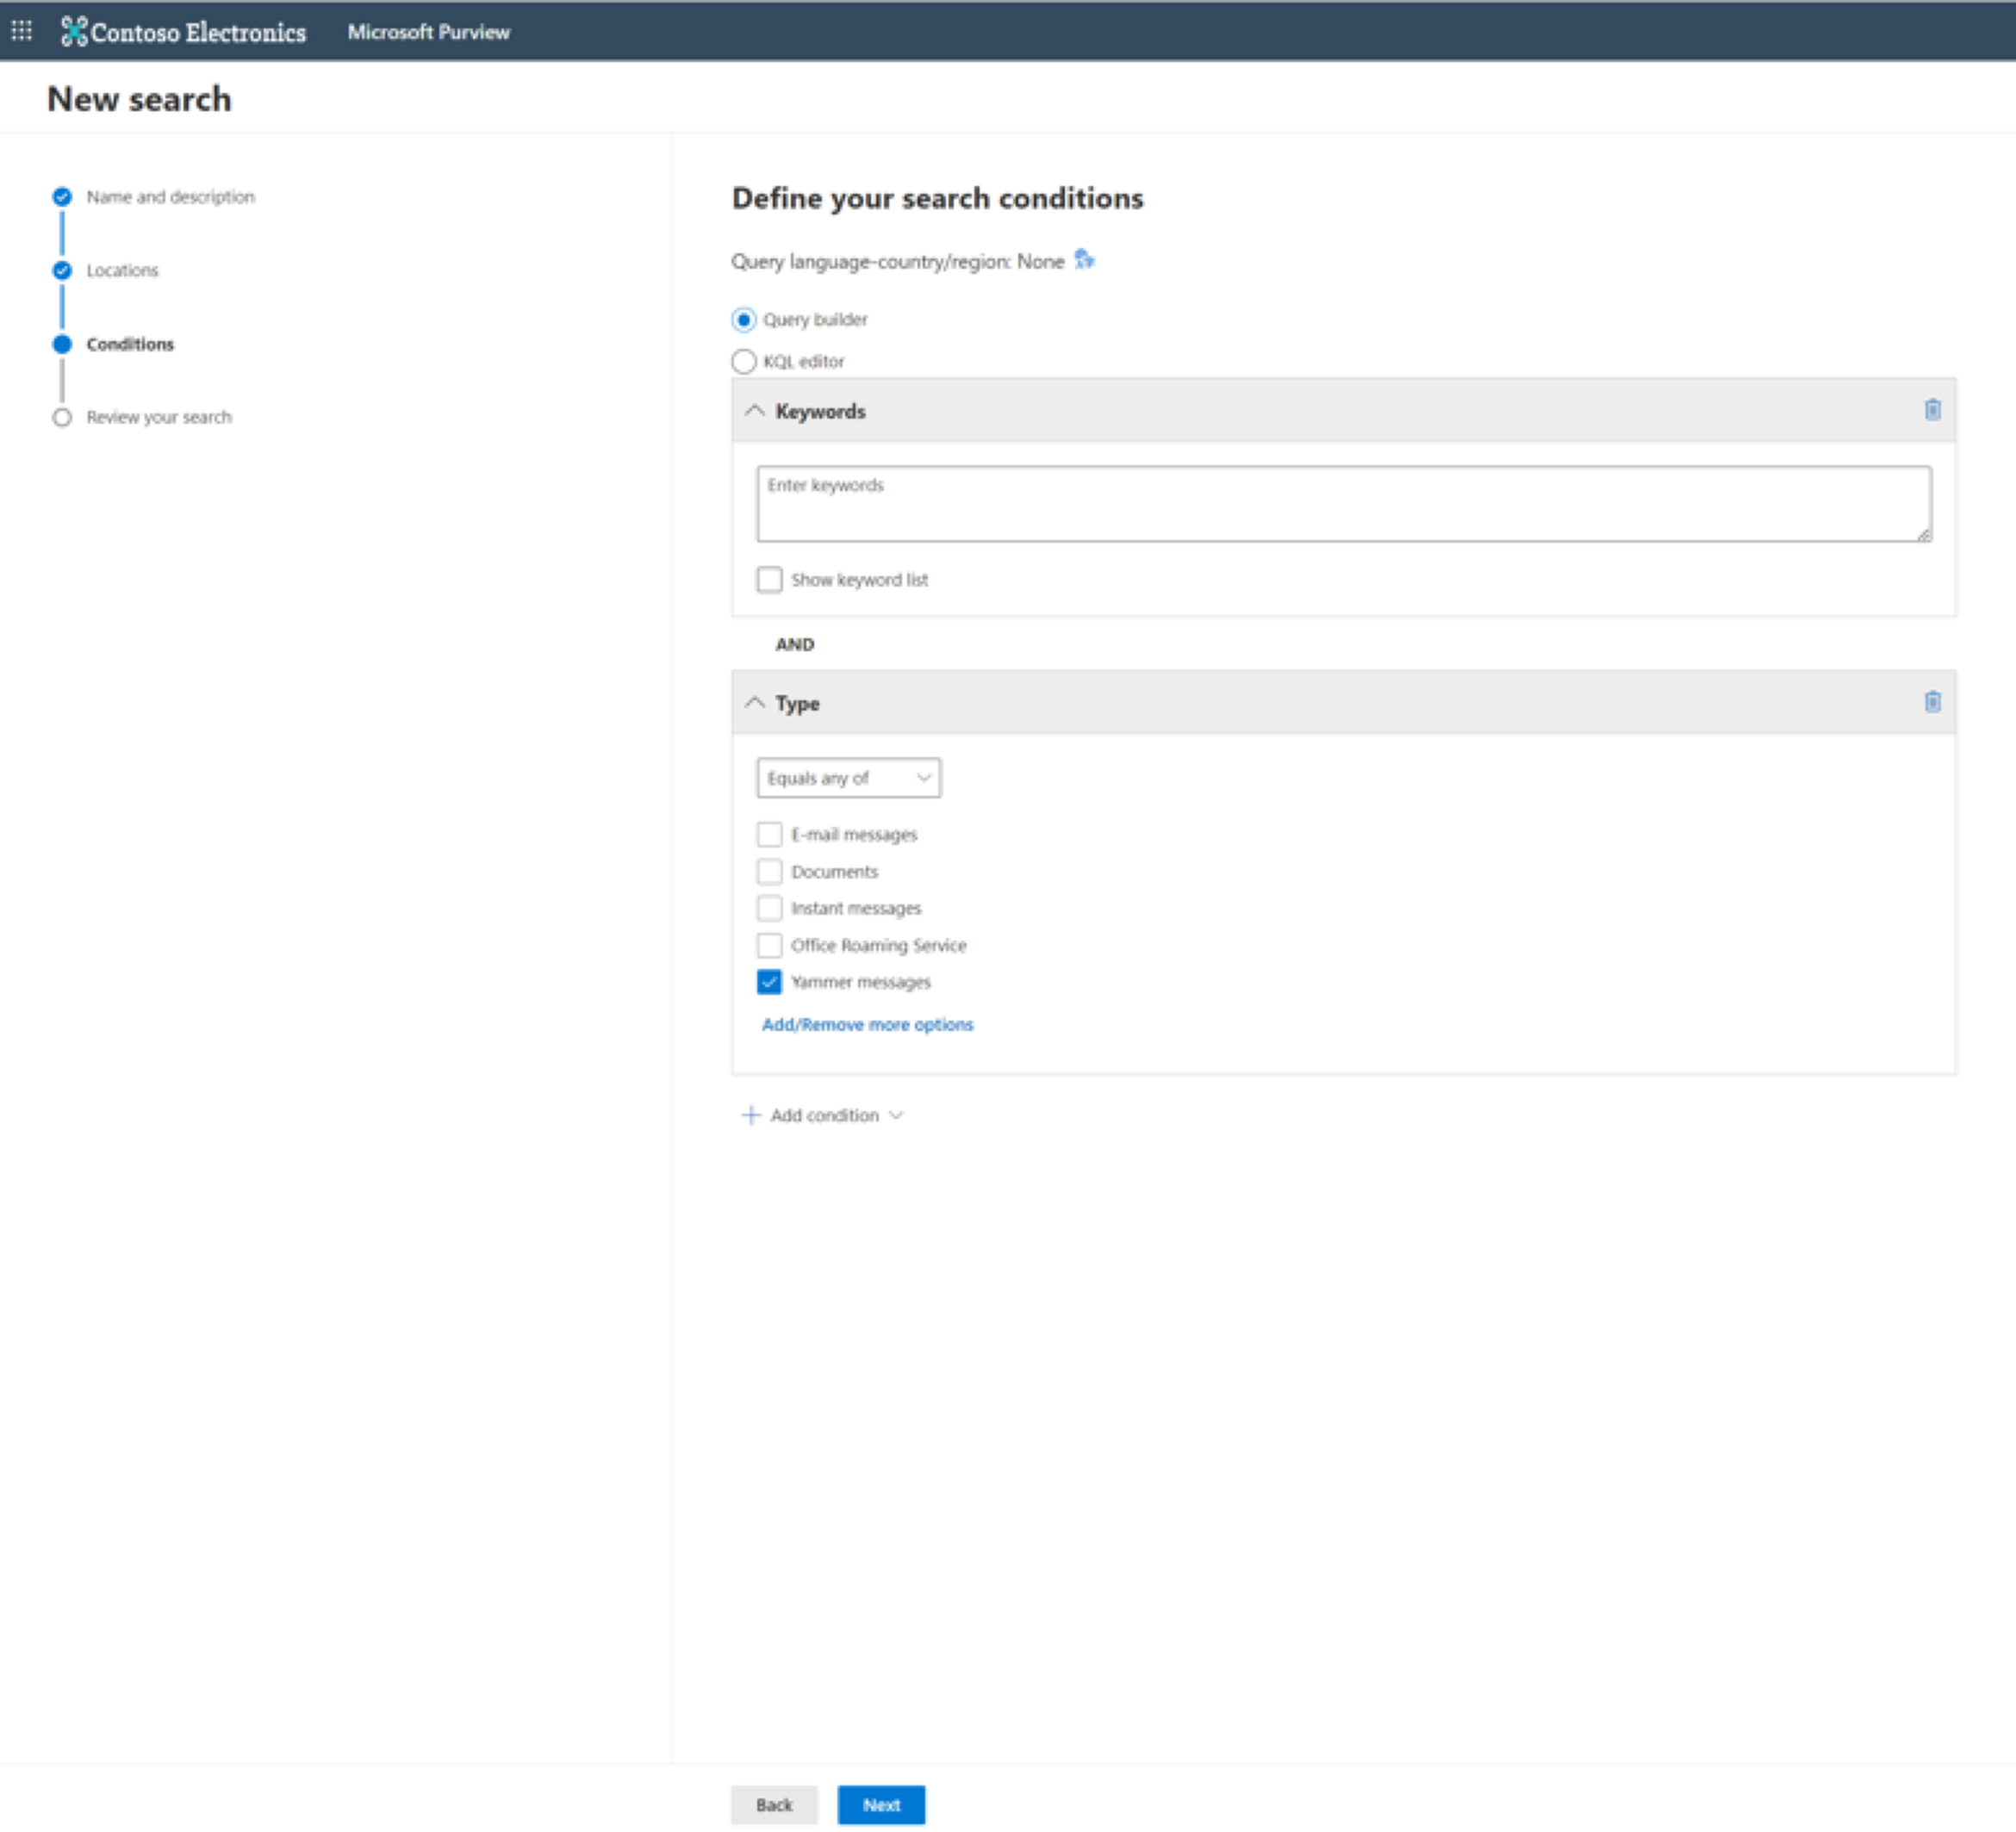 Contoso Electronics Microsoft Purview
New search
Name and description
Locations
Conditions
Review your search
Define your search conditions
Query language-country/region: None
Query builder
KQL editor
Keywords
Enter keywords
Show keyword list
AND
Type
Equals any of
E-mail messages
Documents
Instant messages
Office Roaming Service
Yammer messages
Add/Remove more options
Add condition
Back Next